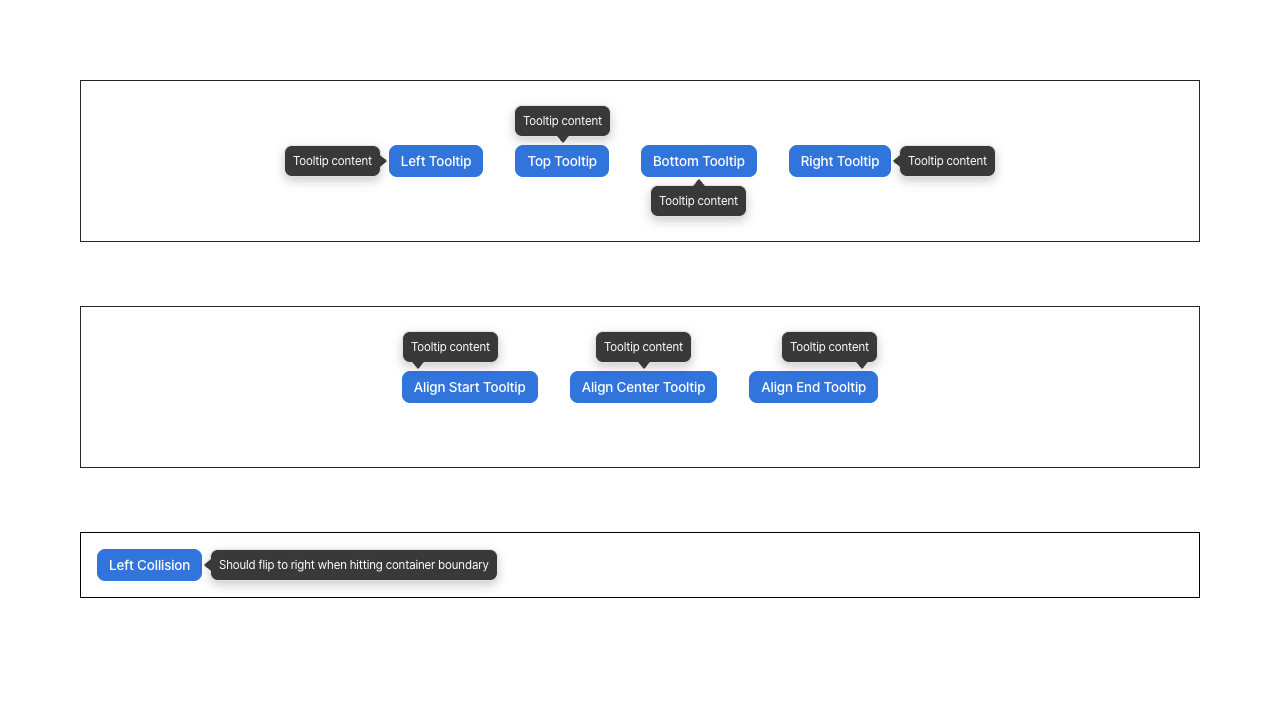 Tooltip content
Tooltip content
Left Tooltip
Top Tooltip
Bottom Tooltip
Right Tooltip
Tooltip content
Tooltip content
Tooltip content
Tooltip content
Tooltip content
Align Start Tooltip
Align Center Tooltip
Align End Tooltip
Left Collision
Should flip to right when hitting container boundary